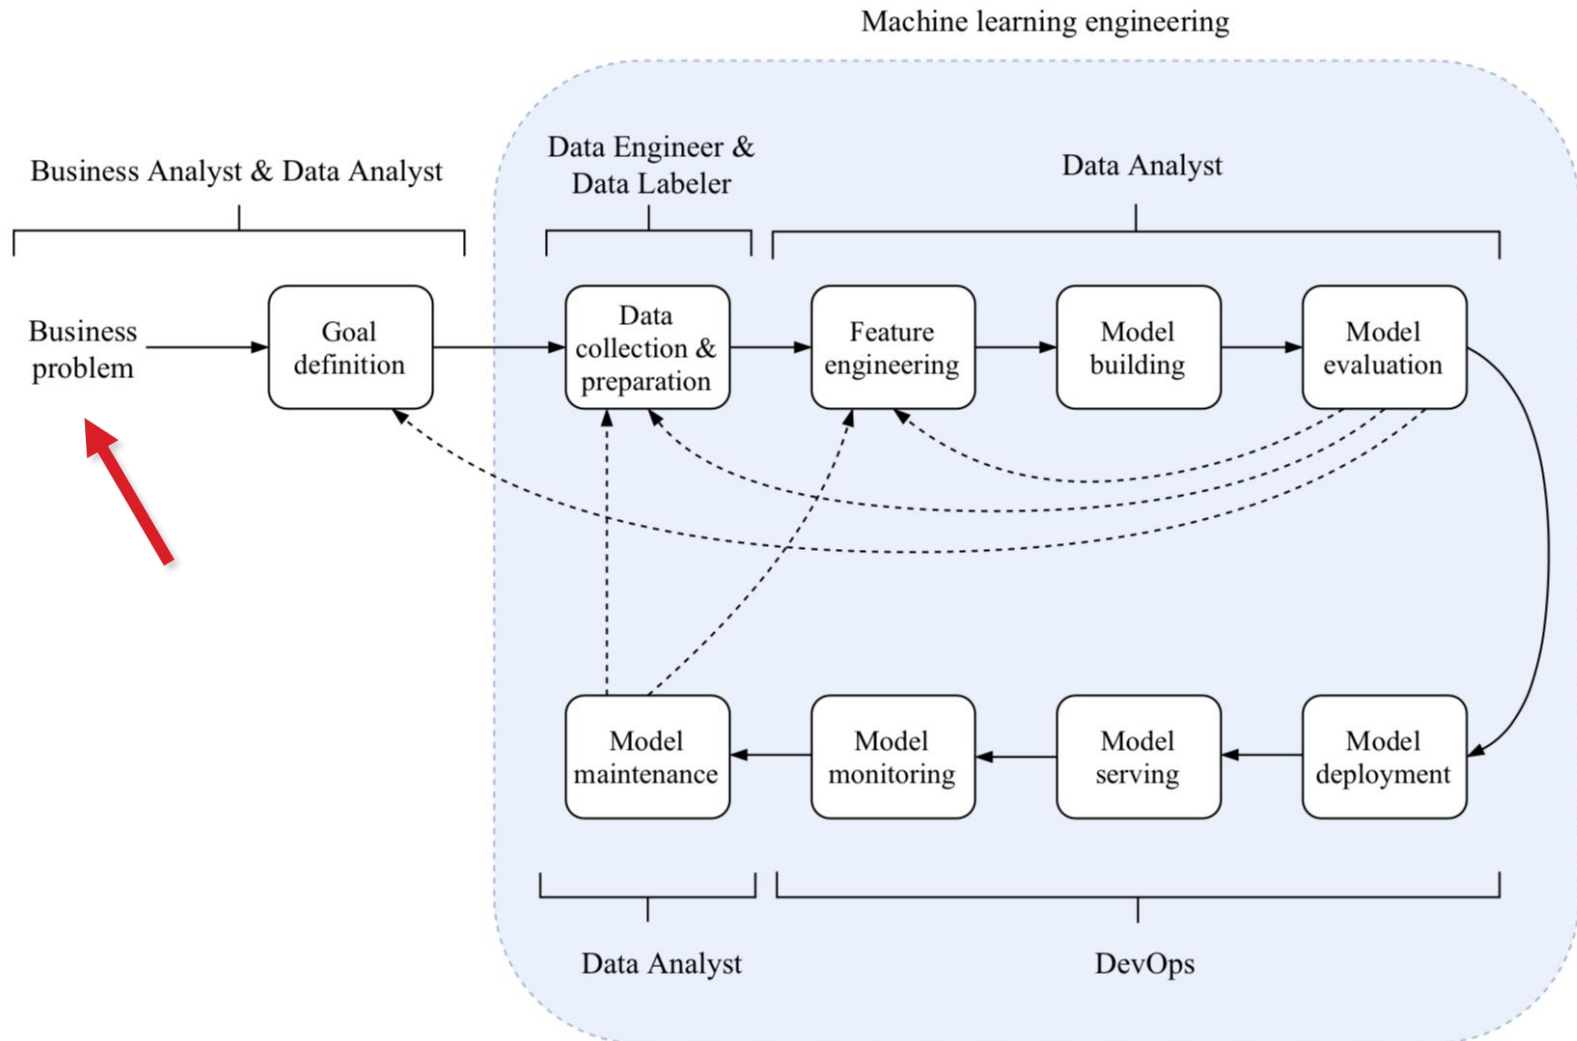 Machine learning engineering
Business Analyst & Data Analyst
Data Engineer &
Data Labeler
Data Analyst
Business
problem
Goal
definition
Data
collection &
preparation
Feature
engineering
Model
building
Model
evaluation
Model
maintenance
Model
monitoring
Model
serving
Model
deployment
Data Analyst
DevOps